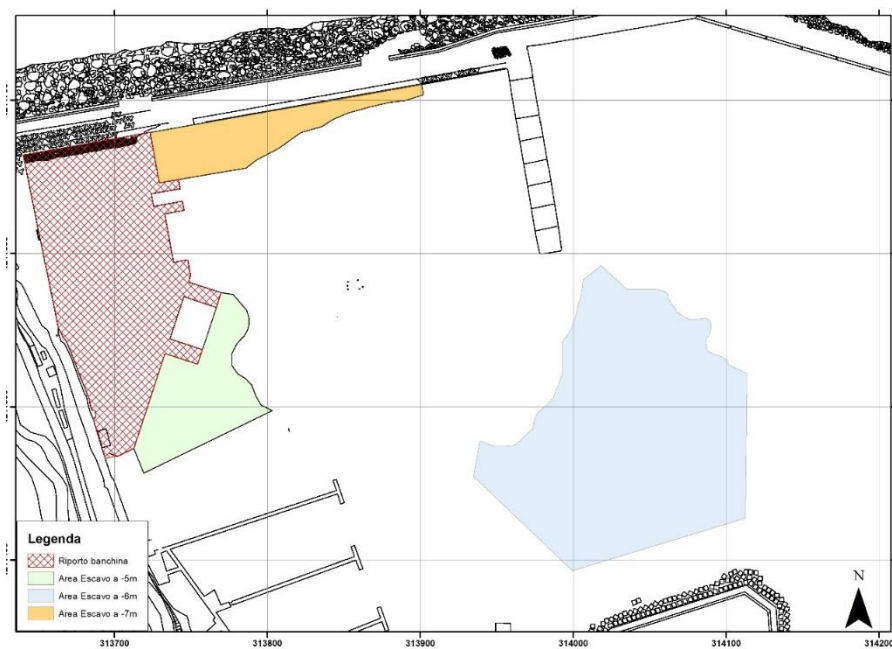 Legenda
Riporto banchina
Area Escavo a -5m
Area Escavo a -6m
Area Escavo a -7m
N
313700
313800
313900
314000
314100
314200